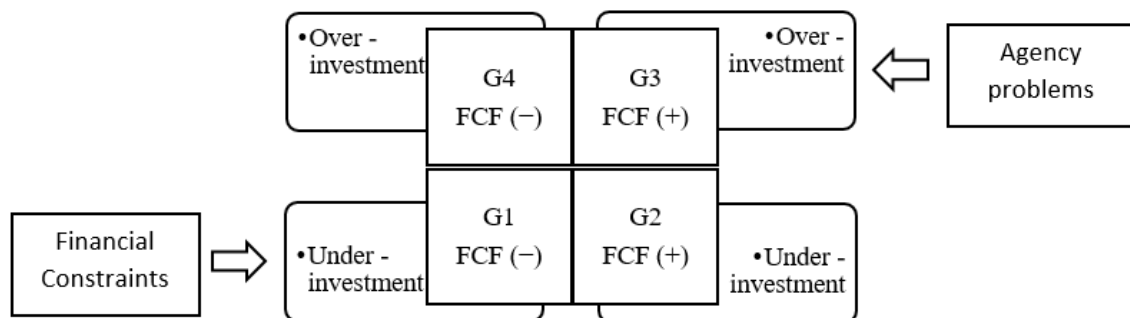 •Over -
investment
G4
FCF (−)
G3
FCF (+)
•Over -
investment
Agency
problems
Financial
Constraints
•Under -
investment
G1
FCF (−)
G2
FCF (+)
•Under -
investment